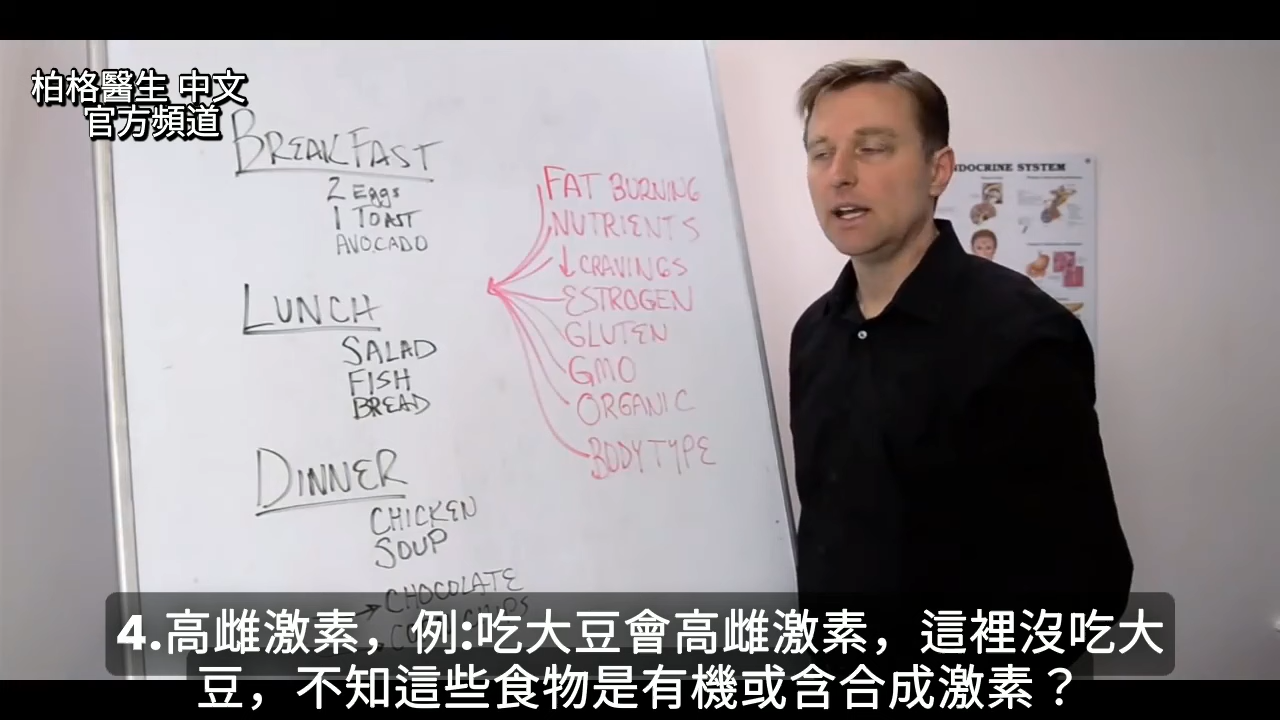 柏格醫生 中文
官方頻道
BREAKFAST
2 Eggs
1 TOAST
AVOCADO
LUNCH
SALAD
FISH
BREAD
DINNER
CHICKEN
SOUP
→ CHOCOLATE
FAT BURNING
NUTRIENTS
↓ CRAVINGS
ESTROGEN
GLUTEN
GMO
ORGANIC
BODY TYPE
NDOCRINE SYSTEM
4.高雌激素，例:吃大豆會高雌激素，這裡沒吃大
豆，不知這些食物是有機或含合成激素？